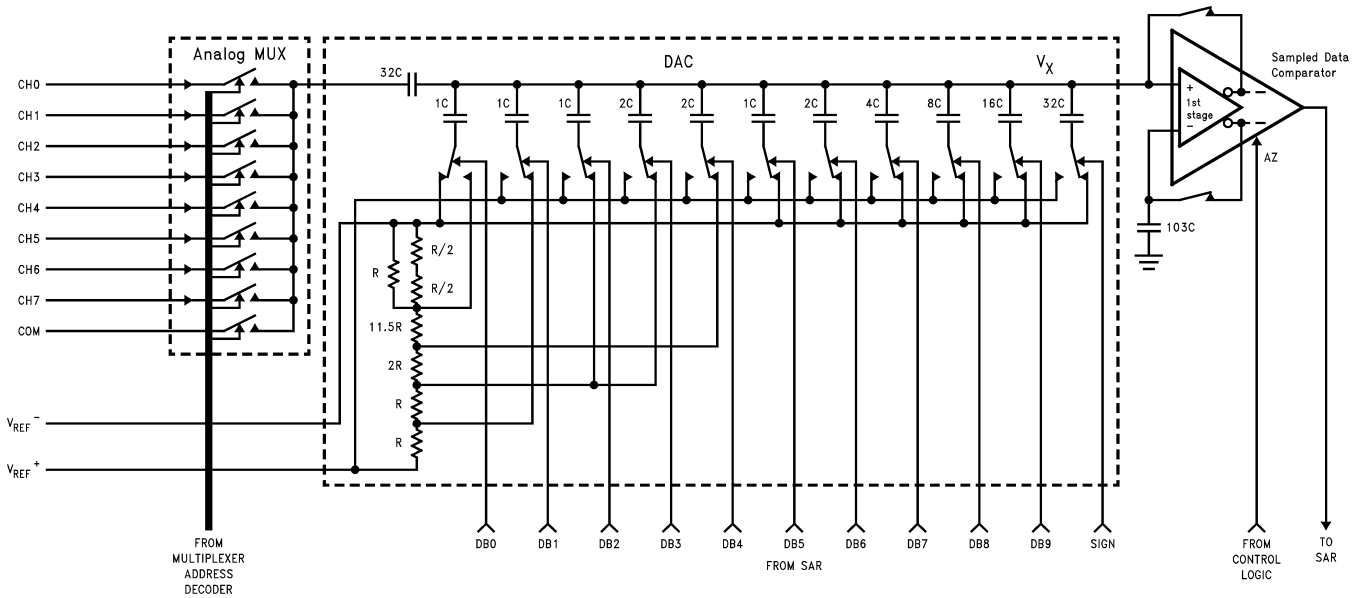 Analog MUX
DAC
V_X
Sampled Data
Comparator
CH0
CH1
CH2
CH3
CH4
CH5
CH6
CH7
COM
V_REF^-
V_REF^+
32C
1C
1C
1C
2C
2C
1C
2C
4C
8C
16C
32C
+
1st
stage
-
AZ
103C
R
R/2
R/2
11.5R
2R
R
R
DB0
DB1
DB2
DB3
DB4
DB5
DB6
DB7
DB8
DB9
SIGN
FROM SAR
FROM
MULTIPLEXER
ADDRESS
DECODER
FROM
CONTROL
LOGIC
TO
SAR